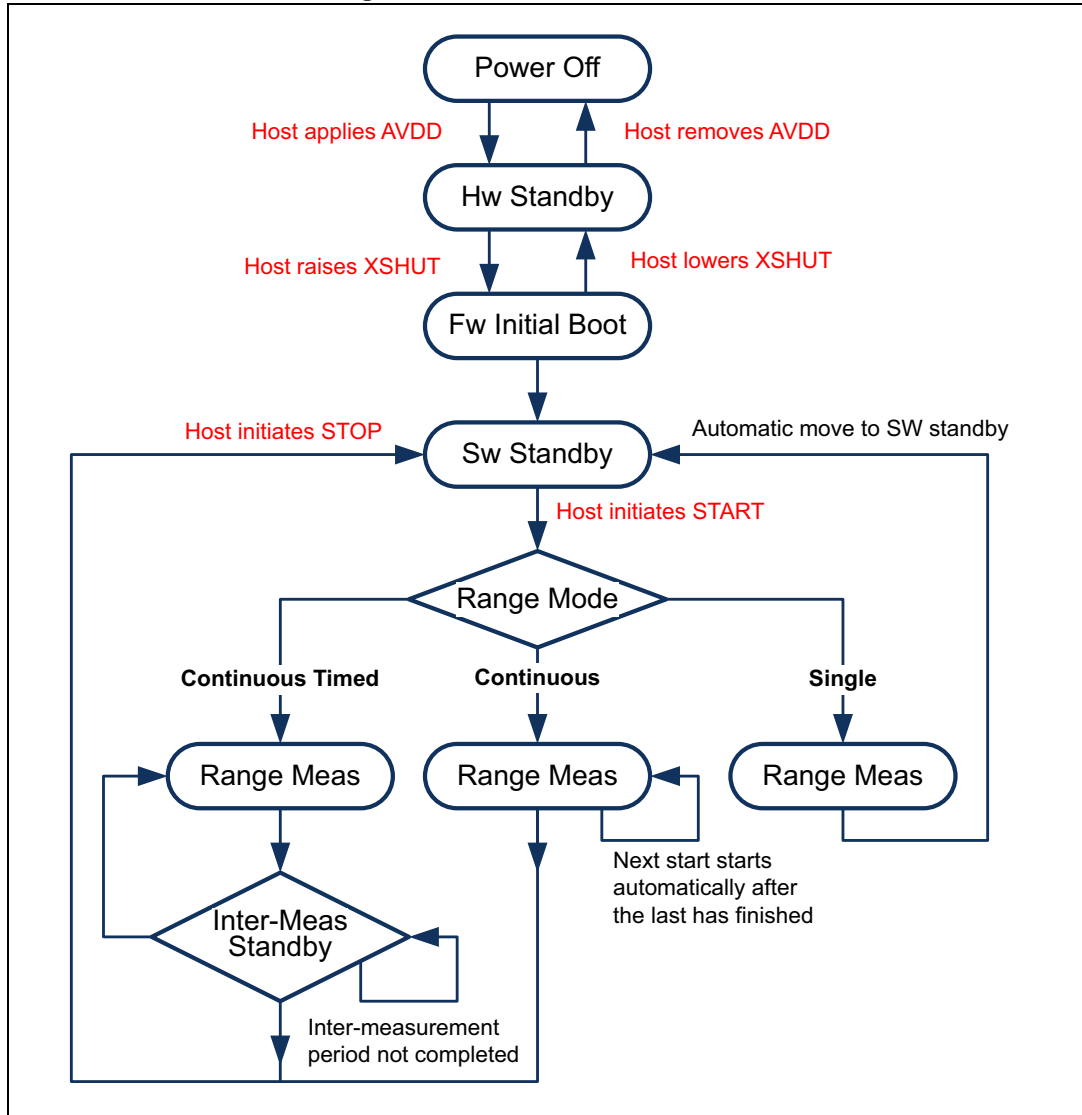 Power Off
Host applies AVDD
Host removes AVDD
Hw Standby
Host raises XSHUT
Host lowers XSHUT
Fw Initial Boot
Host initiates STOP
Automatic move to SW standby
Sw Standby
Host initiates START
Range Mode
Continuous Timed
Continuous
Single
Range Meas
Range Meas
Range Meas
Next start starts
automatically after
the last has finished
Inter-Meas
Standby
Inter-measurement
period not completed